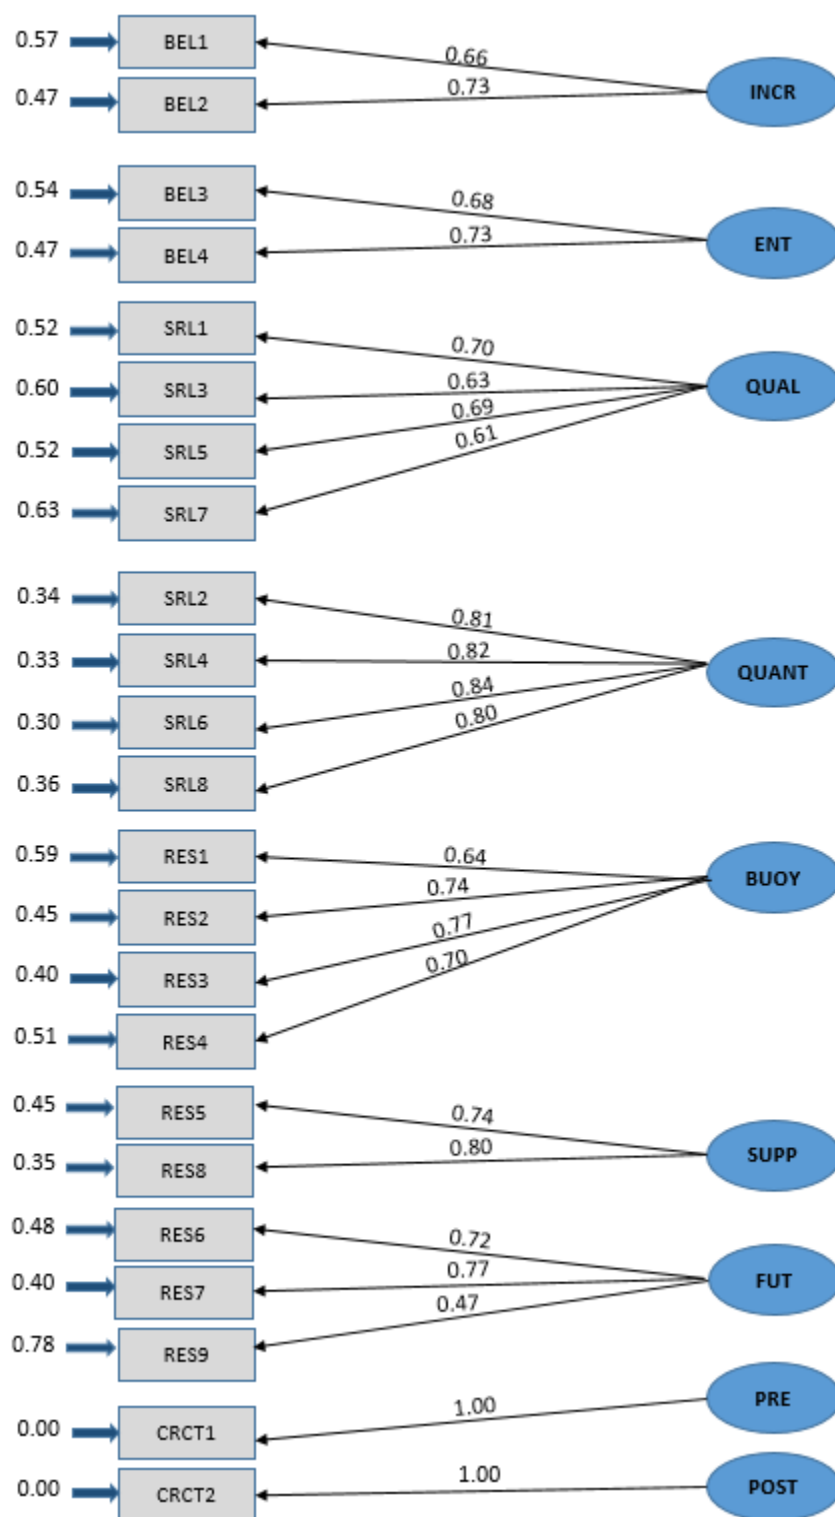 0.57 BEL1 0.66
0.47 BEL2 0.73 INCR
0.54 BEL3 0.68
0.47 BEL4 0.73 ENT
0.52 SRL1 0.70
0.60 SRL3 0.63 QUAL
0.52 SRL5 0.69
0.63 SRL7 0.61
0.34 SRL2 0.81
0.33 SRL4 0.82 QUANT
0.30 SRL6 0.84
0.36 SRL8 0.80
0.59 RES1 0.64 BUOY
0.45 RES2 0.74
0.40 RES3 0.77
0.51 RES4 0.70
0.45 RES5 0.74
0.35 RES8 0.80 SUPP
0.48 RES6 0.72
0.40 RES7 0.77 FUT
0.78 RES9 0.47
0.00 CRCT1 1.00 PRE
0.00 CRCT2 1.00 POST